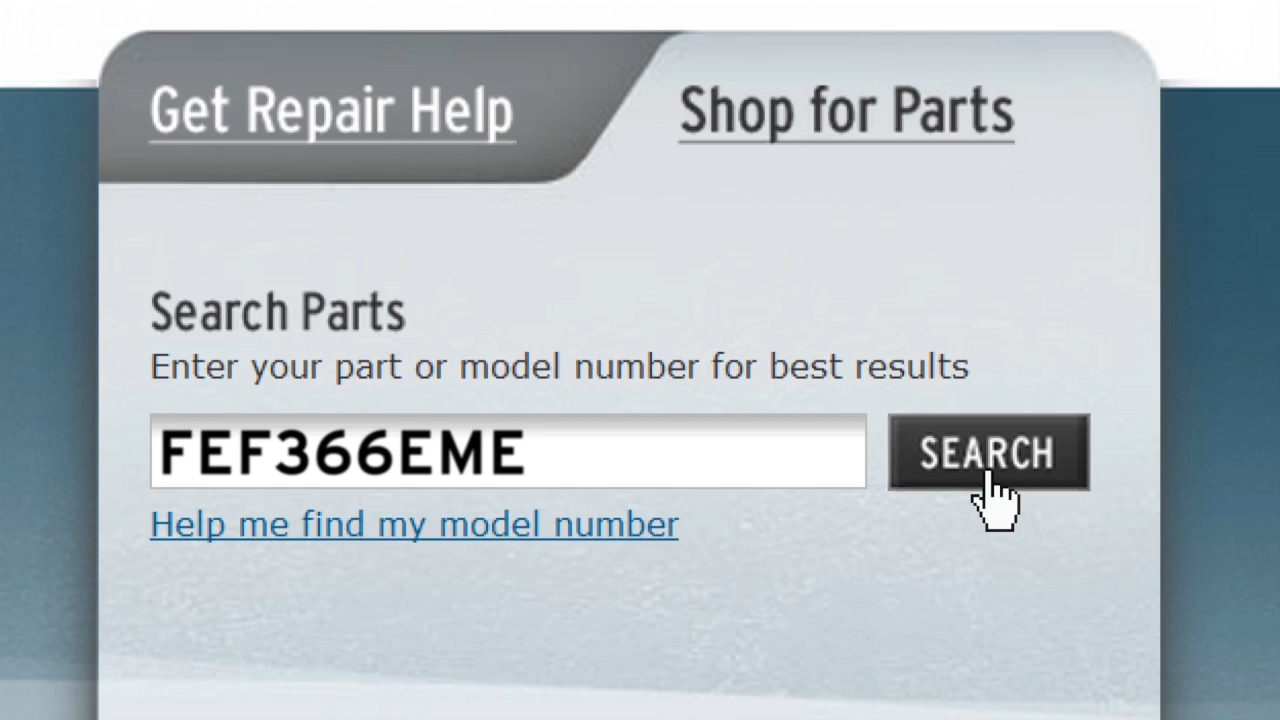 Get Repair Help
Shop for Parts
Search Parts
Enter your part or model number for best results
FEF366EME
SEARCH
Help me find my model number